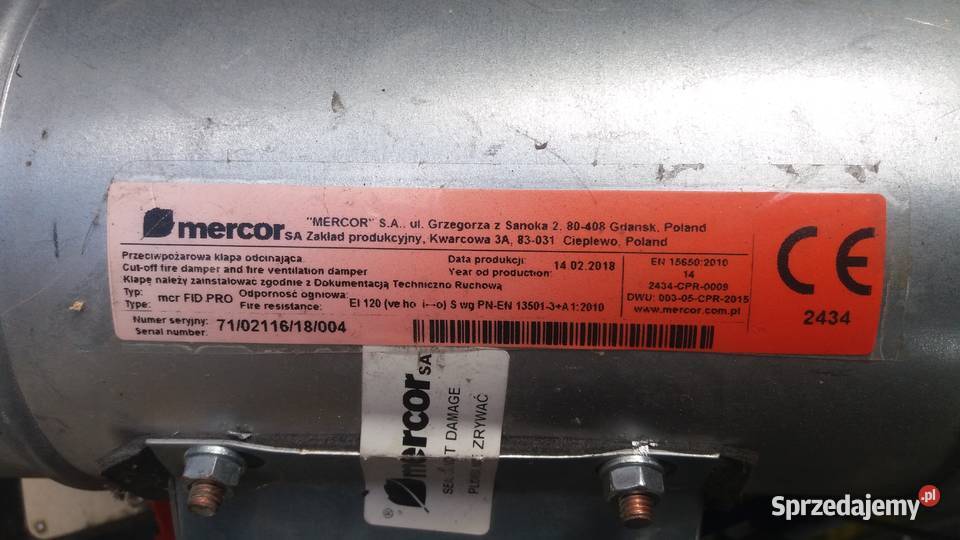 mercor SA
"MERCOR" S.A., ul. Grzegorza z Sanoka 2, 80-408 Gdansk, Poland
Zakład produkcyjny, Kwarcowa 3A, 83-031 Cieplewo, Poland
Przeciwpożarowa klapa odcinająca
Cut-off fire damper and fire ventilation damper
Data produkcji:
Year of production: 14.02.2018
Klapę należy zainstalować zgodnie z Dokumentacją Techniczno Ruchową
Typ:
Type: mcr FID PRO
Odporność ogniowa:
Fire resistance: EI 120 (ve ho i↔o) S wg PN-EN 13501-3+A1:2010
EN 15650:2010
14
2434-CPR-0009
DWU: 003-05-CPR-2015
www.mercor.com.pl
Numer seryjny:
Serial number: 71/02116/18/004
CE
2434
® mercor SA
DAMAGE
ZRYWAĆ
Sprzedajemy.pl